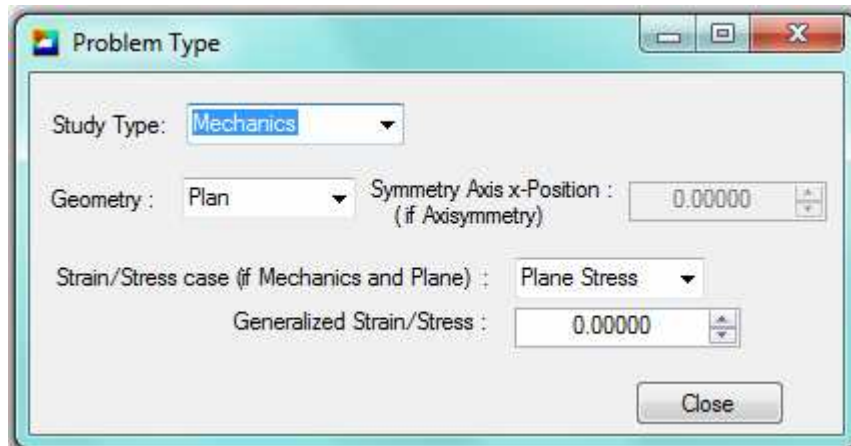 Problem Type
Study Type: Mechanics
Geometry : Plan Symmetry Axis x-Position : 0.00000
( if Axisymmetry)
Strain/Stress case (if Mechanics and Plane) : Plane Stress
Generalized Strain/Stress : 0.00000
Close